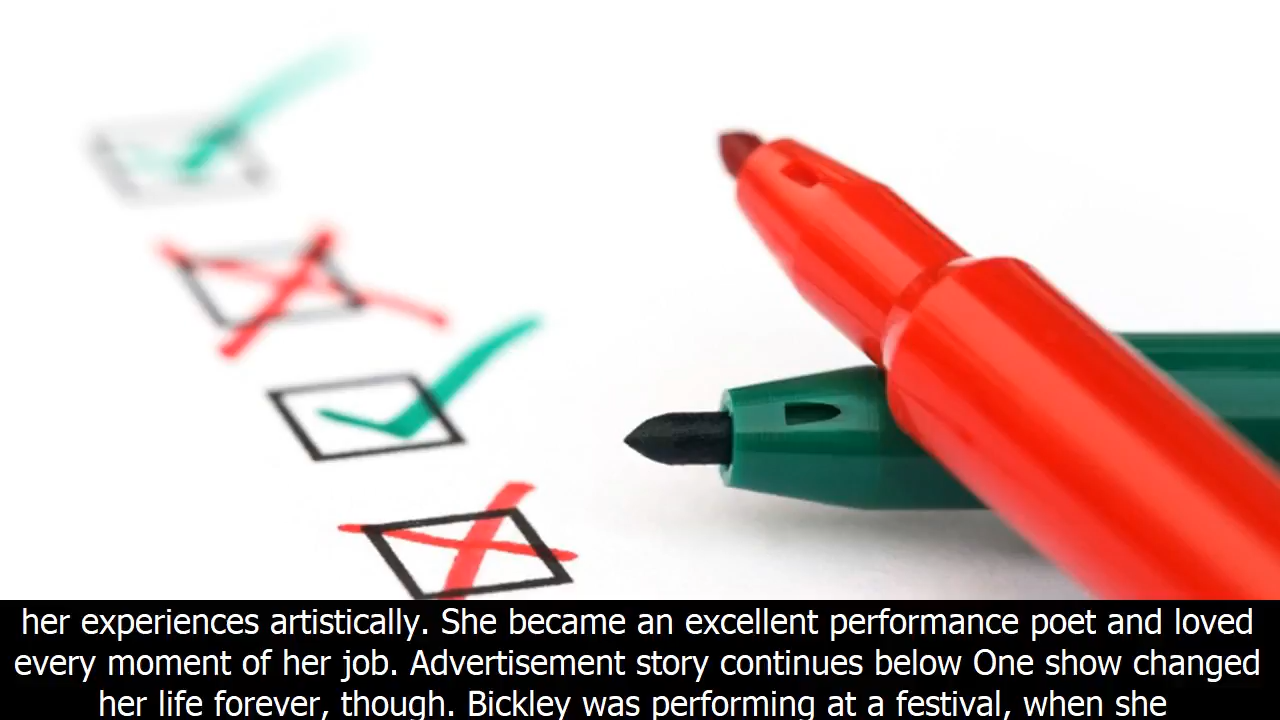 her experiences artistically. She became an excellent performance poet and loved
every moment of her job. Advertisement story continues below One show changed
her life forever, though. Bickley was performing at a festival, when she